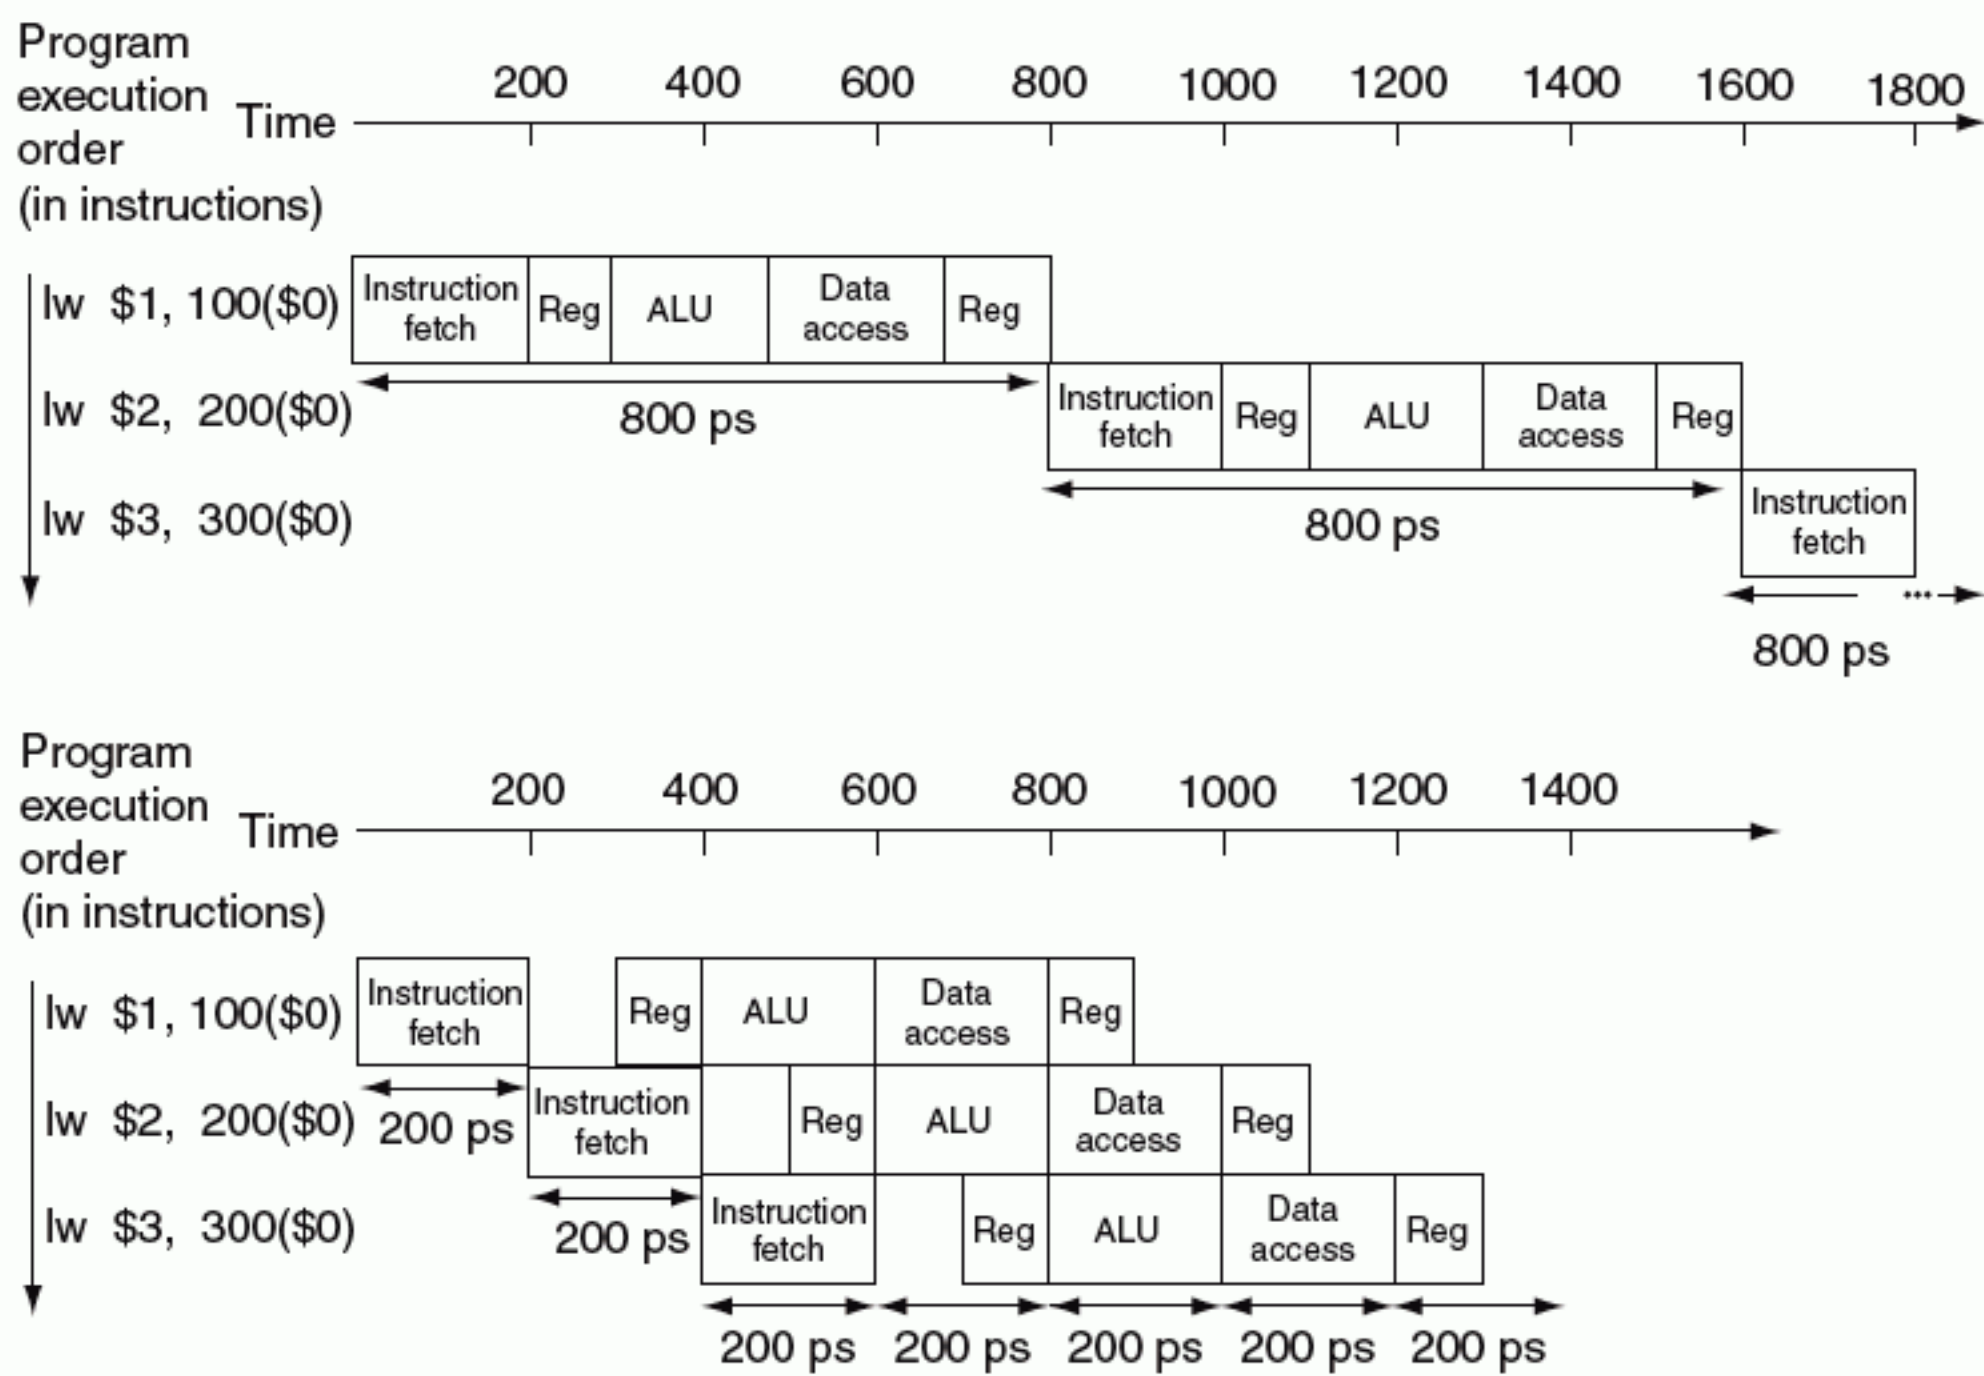 Program
execution
order
(in instructions)
Time
200 400 600 800 1000 1200 1400 1600 1800
lw $1, 100($0)
Instruction
fetch
Reg
ALU
Data
access
Reg
800 ps
lw $2, 200($0)
Instruction
fetch
Reg
ALU
Data
access
Reg
800 ps
lw $3, 300($0)
Instruction
fetch
...
800 ps
Program
execution
order
(in instructions)
Time
200 400 600 800 1000 1200 1400
lw $1, 100($0)
Instruction
fetch
Reg
ALU
Data
access
Reg
200 ps
lw $2, 200($0)
Instruction
fetch
Reg
ALU
Data
access
Reg
200 ps
lw $3, 300($0)
Instruction
fetch
Reg
ALU
Data
access
Reg
200 ps 200 ps 200 ps 200 ps 200 ps